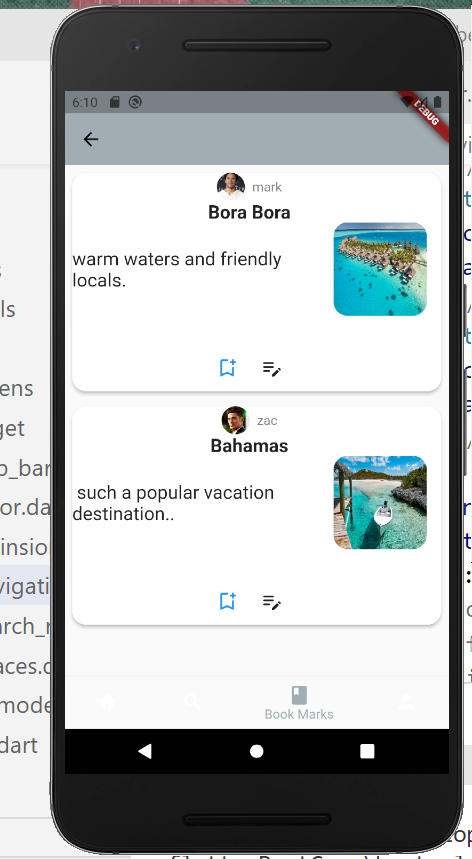 6:10
DEBUG
mark
Bora Bora
warm waters and friendly
locals.
zac
Bahamas
such a popular vacation
destination..
Book Marks
ls
ens
get
o_bar
or.da
insio
vigati
arch_r
aces.d
mode
dart